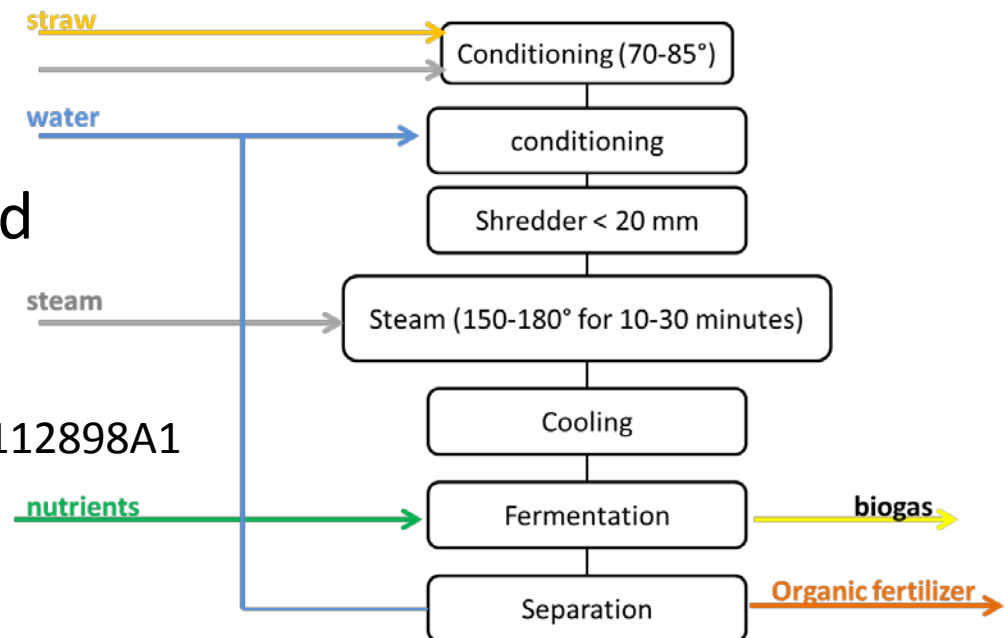 straw
Conditioning (70-85°)
water
conditioning
d
Shredder < 20 mm
steam
Steam (150-180° for 10-30 minutes)
Cooling
112898A1
nutrients
Fermentation
biogas
Separation
Organic fertilizer